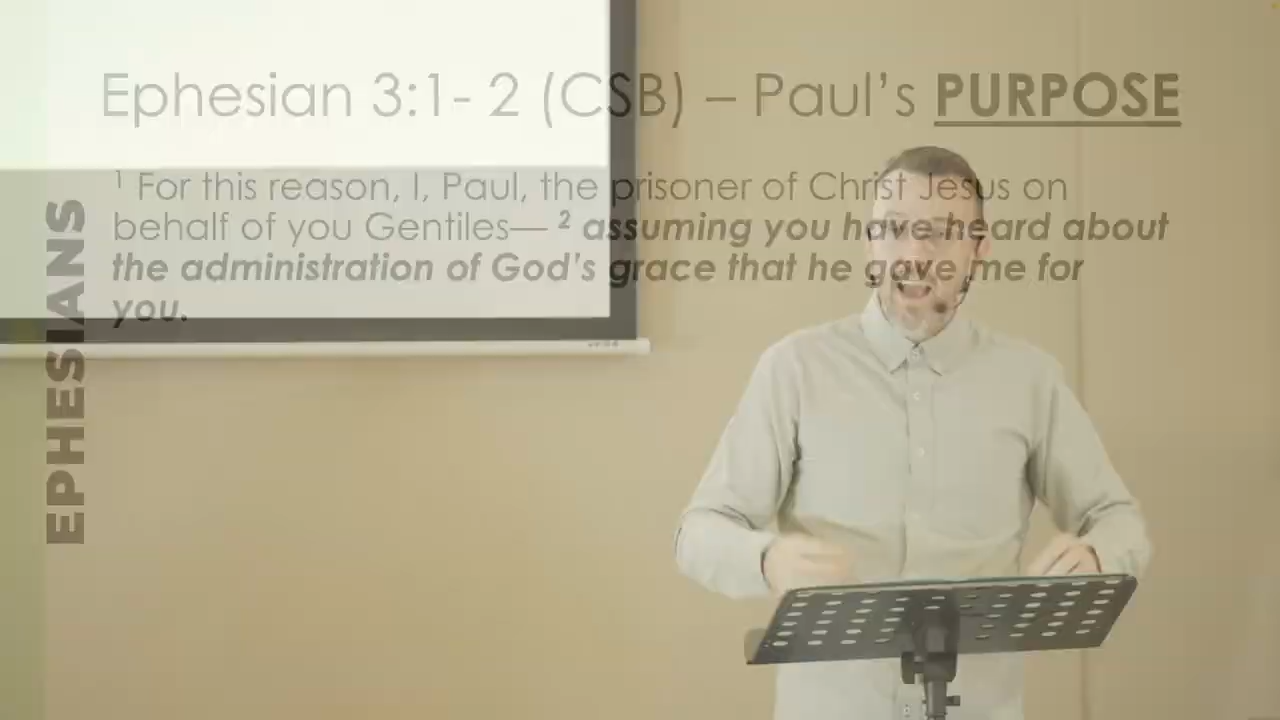 Ephesian 3:1- 2 (CSB) – Paul's PURPOSE
¹ For this reason, I, Paul, the prisoner of Christ Jesus on
behalf of you Gentiles— ² assuming you have heard about
the administration of God's grace that he gave me for
you.
EPHESIANS